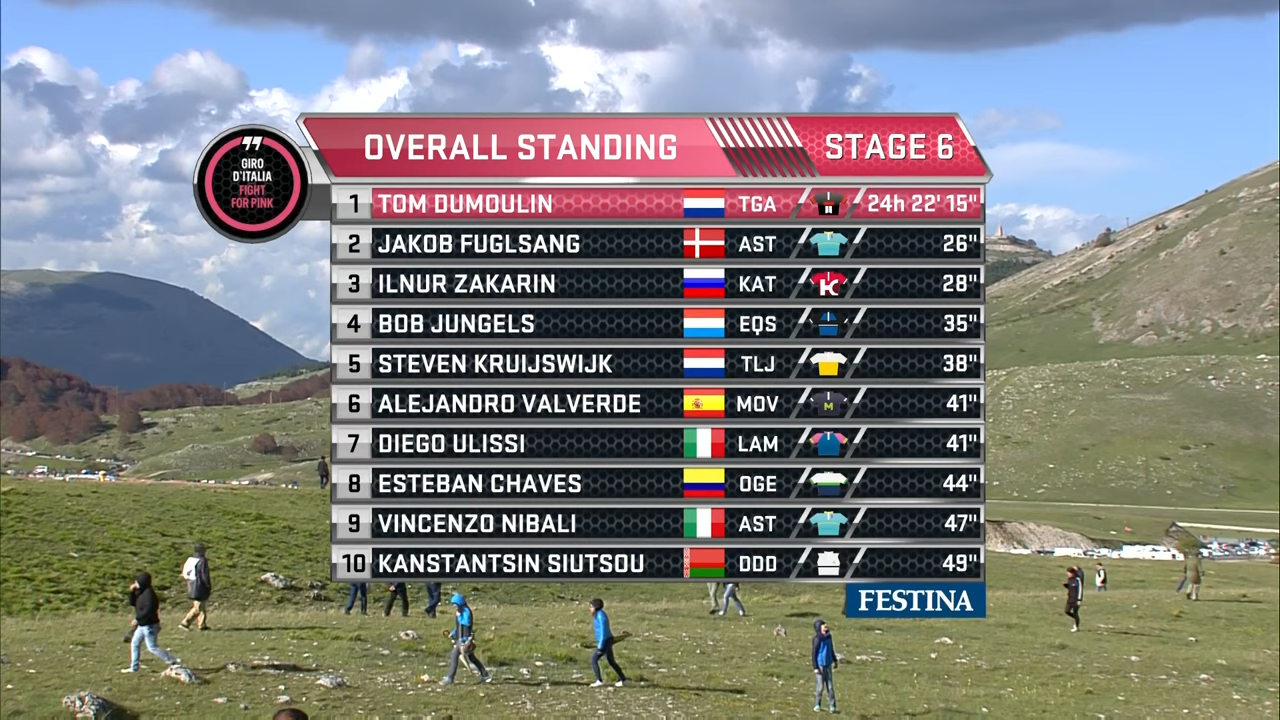 OVERALL STANDING STAGE 6
GIRO
D'ITALIA
FIGHT
FOR PINK
1 TOM DUMOULIN TGA 24h 22' 15"
2 JAKOB FUGLSANG AST 26"
3 ILNUR ZAKARIN KAT 28"
4 BOB JUNGELS EQS 35"
5 STEVEN KRUIJSWIJK TLJ 38"
6 ALEJANDRO VALVERDE MOV 41"
7 DIEGO ULISSI LAM 41"
8 ESTEBAN CHAVES OGE 44"
9 VINCENZO NIBALI AST 47"
10 KANSTANTSIN SIUTSOU DDD 49"
FESTINA